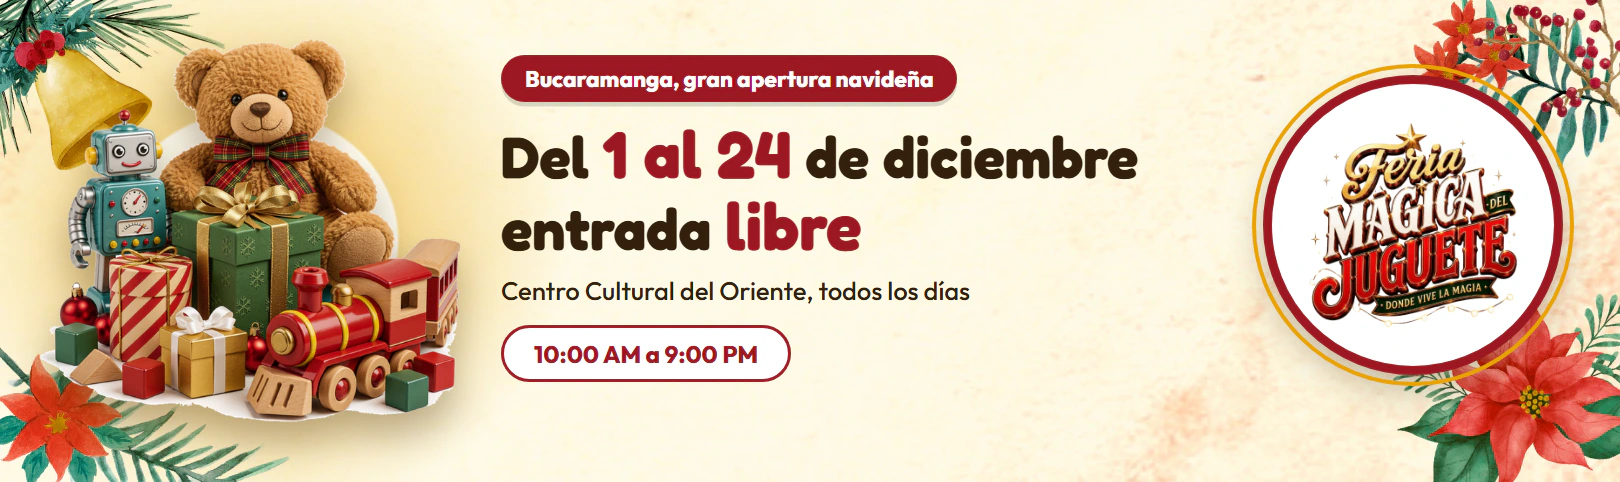 Bucaramanga, gran apertura navideña
Del 1 al 24 de diciembre
entrada libre
Centro Cultural del Oriente, todos los días
10:00 AM a 9:00 PM
Feria
MÁGICA
DEL
JUGUETE
DONDE VIVE LA MAGIA